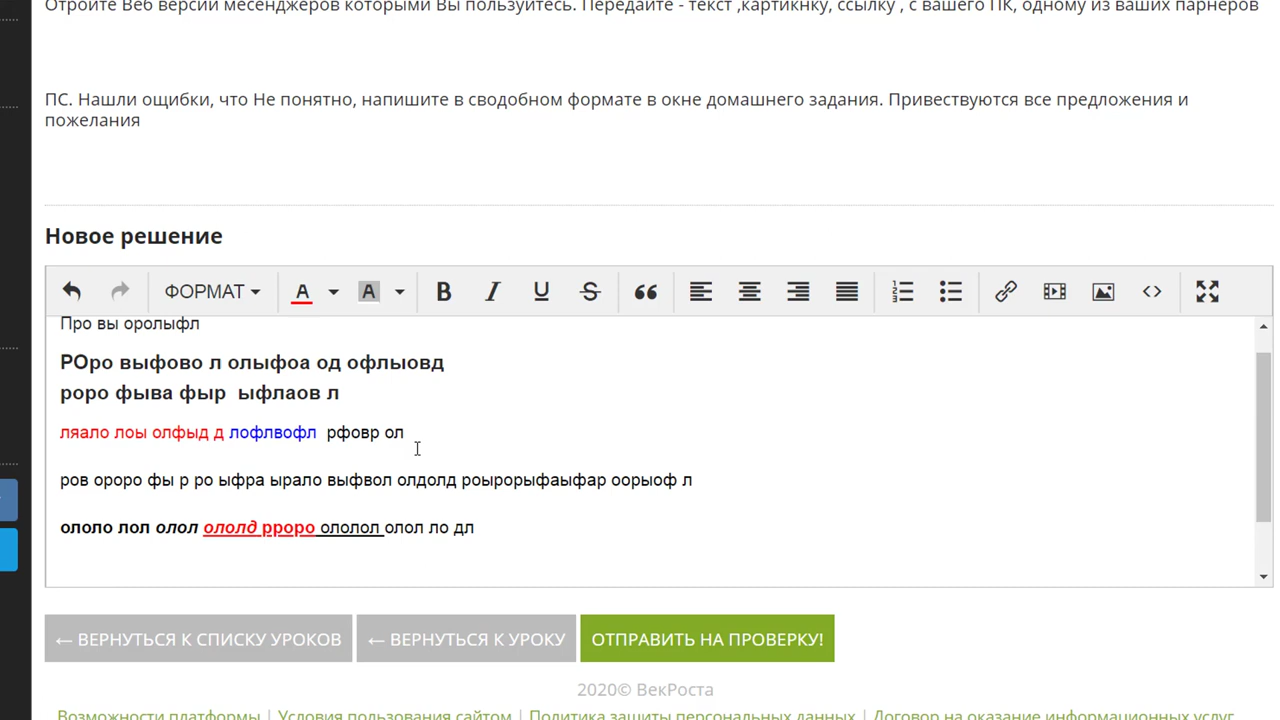 Отройте Веб версии месенджеров которыми Вы пользуйтесь. Передайте - текст ,картикнку, ссылку , с вашего ПК, одному из ваших парнеров
ПС. Нашли ощибки, что Не понятно, напишите в сводобном формате в окне домашнего задания. Привествуются все предложения и
пожелания
Новое решение
ФОРМАТ
Про вы оролыфл
РОро выфово л олыфоа од офлыовд
роро фыва фыр ыфлаов л
ляало лоы олфыд д лофлвофл рфовр ол
ров ороро фы р ро ыфра ырало выфвол олдолд роырорыфаыфар оорыоф л
ололо лол олол ололд рроро ололол олол ло дл
← ВЕРНУТЬСЯ К СПИСКУ УРОКОВ ← ВЕРНУТЬСЯ К УРОКУ ОТПРАВИТЬ НА ПРОВЕРКУ!
2020© ВекРоста
Возможности платформы | Условия пользования сайтом | Политика защиты персональных данных | Договор на оказание информационных услуг